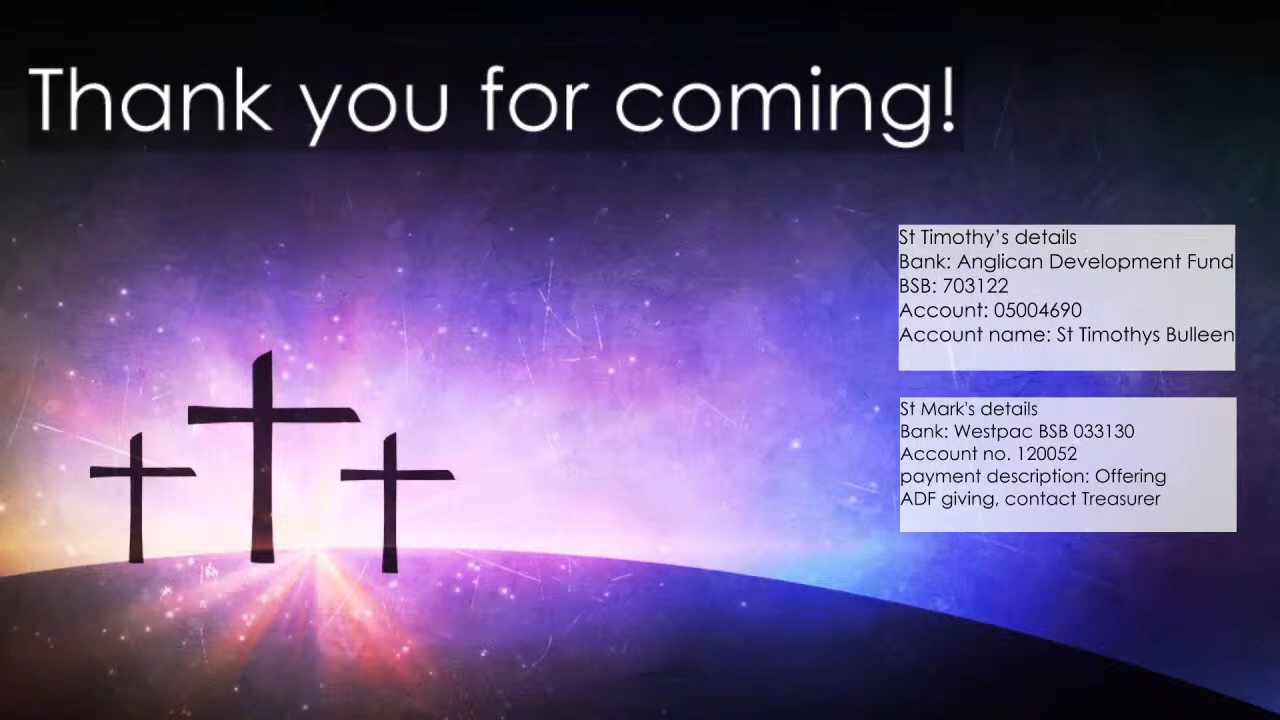 Thank you for coming!
St Timothy’s details
Bank: Anglican Development Fund
BSB: 703122
Account: 05004690
Account name: St Timothys Bulleen
St Mark's details
Bank: Westpac BSB 033130
Account no. 120052
payment description: Offering
ADF giving, contact Treasurer